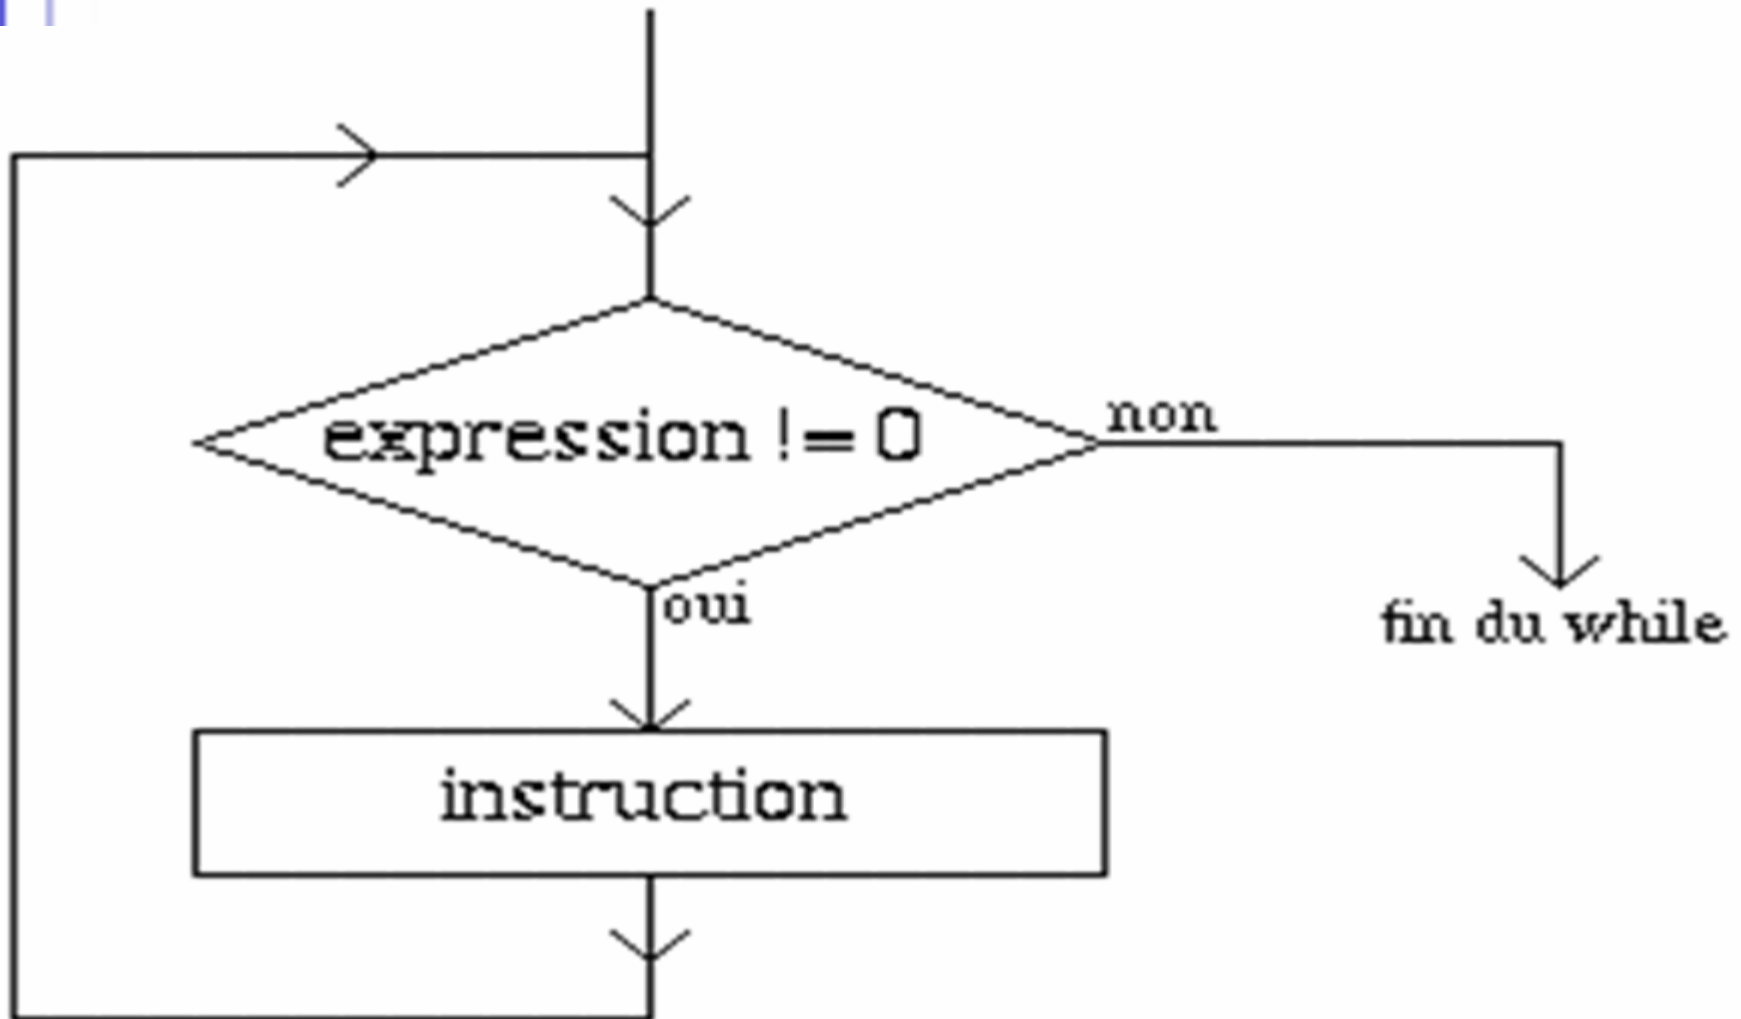 expression != 0
non
oui
fin du while
instruction